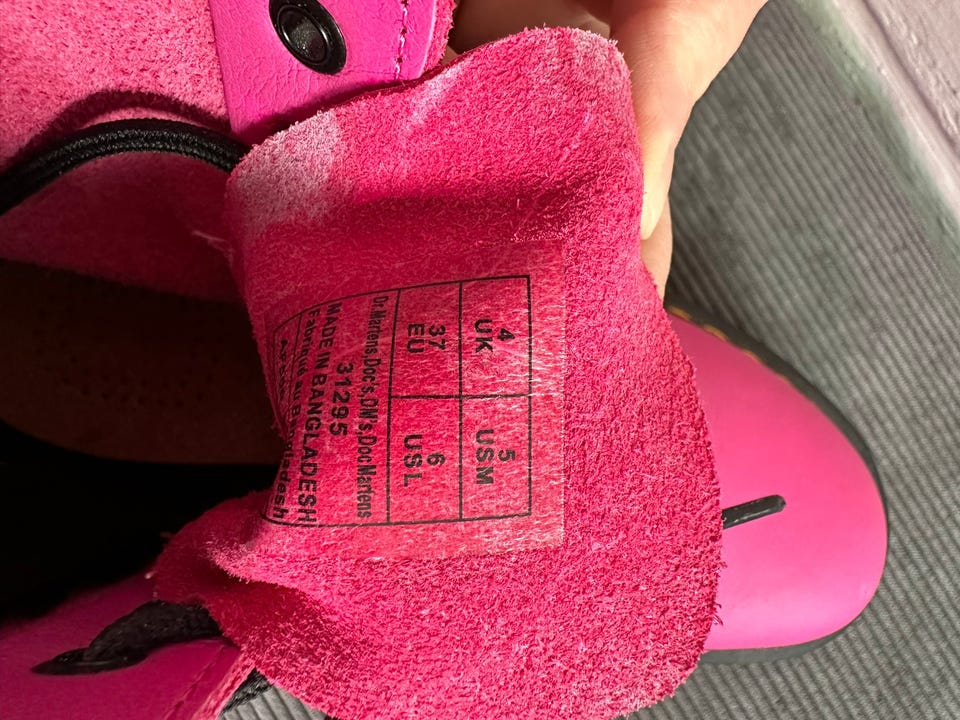 4 UK 5 USM
37 EU 6 USL
Dr.Martens,Doc's,DM's,Doc Martens
31295
MADE IN BANGLADESH